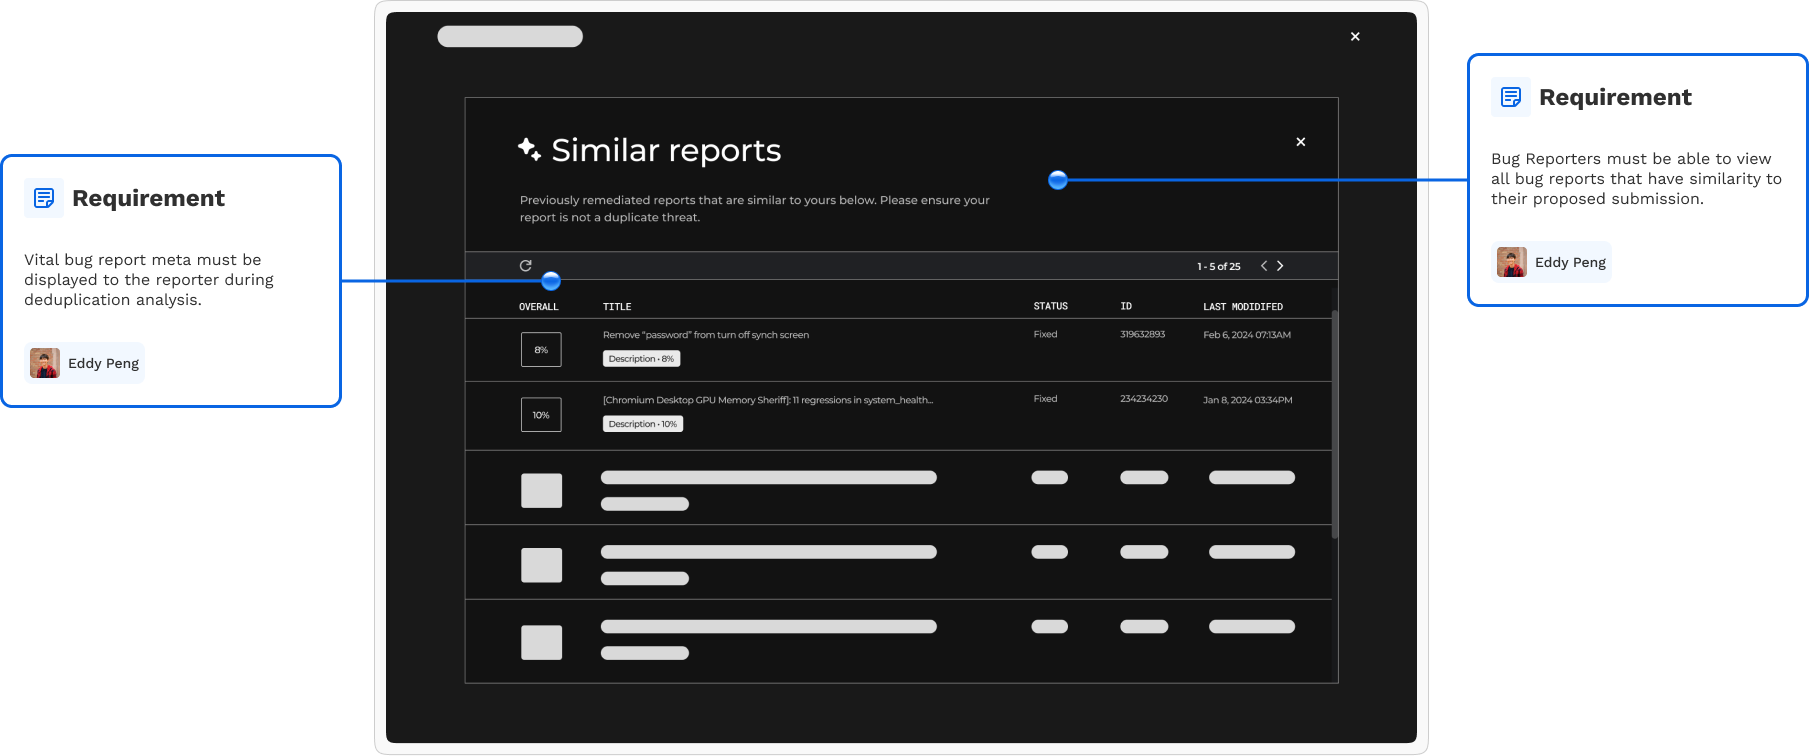 Requirement
Vital bug report meta must be
displayed to the reporter during
deduplication analysis.
Eddy Peng
Similar reports
Previously remediated reports that are similar to yours below. Please ensure your
report is not a duplicate threat.
1 - 5 of 25
OVERALL TITLE STATUS ID LAST MODIDIFED
8% Remove “password” from turn off synch screen Fixed 319632893 Feb 6, 2024 07:13AM
Description • 8%
10% [Chromium Desktop GPU Memory Sheriff]: 11 regressions in system_health... Fixed 234234230 Jan 8, 2024 03:34PM
Description • 10%
Requirement
Bug Reporters must be able to view
all bug reports that have similarity to
their proposed submission.
Eddy Peng